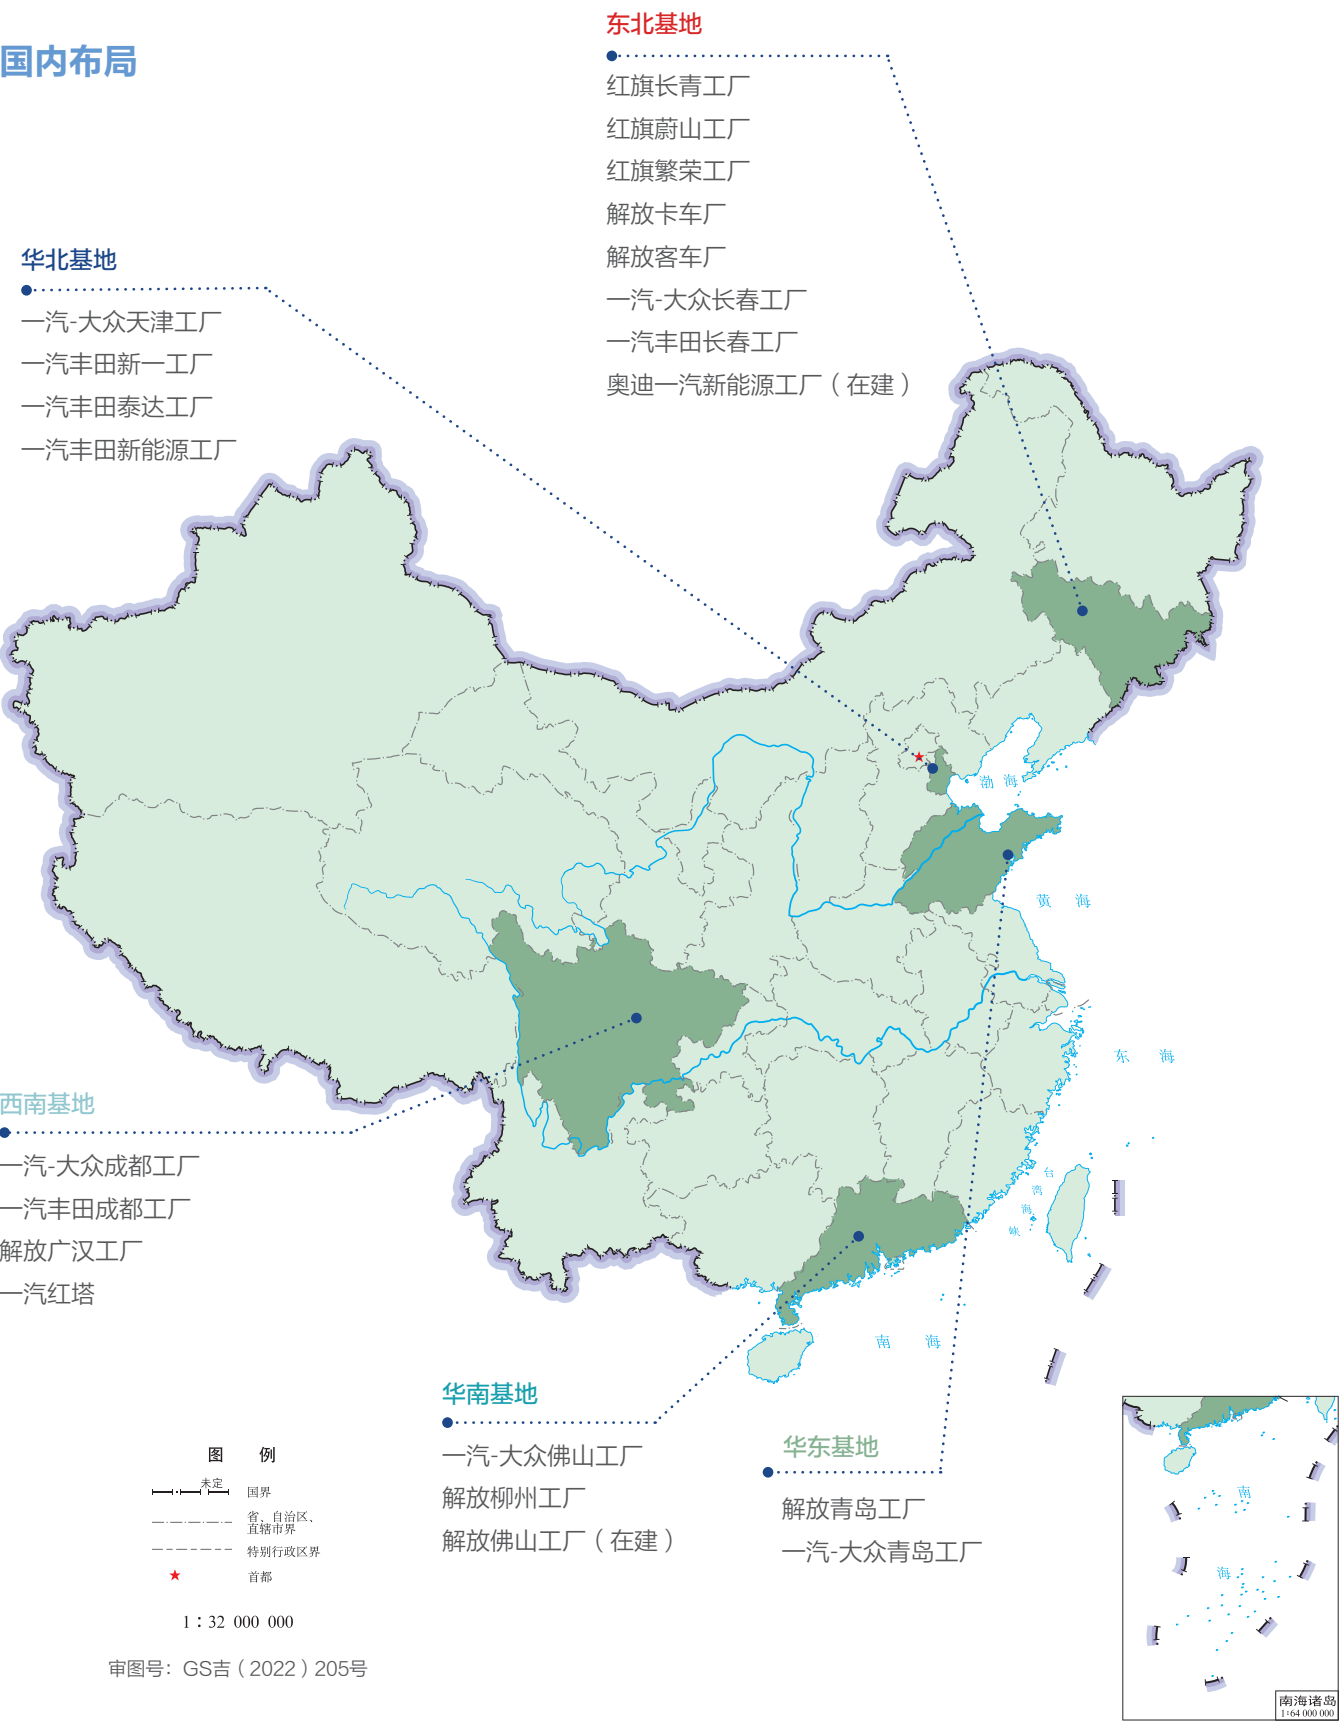 国内布局
东北基地
红旗长青工厂
红旗蔚山工厂
红旗繁荣工厂
解放卡车厂
解放客车厂
一汽-大众长春工厂
一汽丰田长春工厂
奥迪一汽新能源工厂（在建）
华北基地
一汽-大众天津工厂
一汽丰田新一工厂
一汽丰田泰达工厂
一汽丰田新能源工厂
渤 海
黄 海
东 海
台
湾
海
峡
南 海
西南基地
一汽-大众成都工厂
一汽丰田成都工厂
解放广汉工厂
一汽红塔
华南基地
一汽-大众佛山工厂
解放柳州工厂
解放佛山工厂（在建）
华东基地
解放青岛工厂
一汽-大众青岛工厂
图 例
未定
国界
省、自治区、
直辖市界
特别行政区界
首都
1：32 000 000
审图号：GS吉（2022）205号
南
海
南海诸岛
1:64 000 000